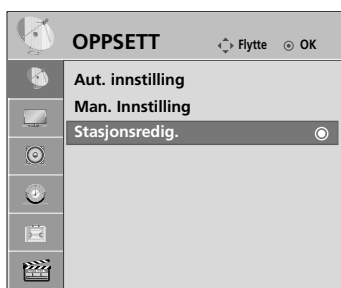 OPPSETT Flytte OK
Aut. innstilling
Man. Innstilling
Stasjonsredig.